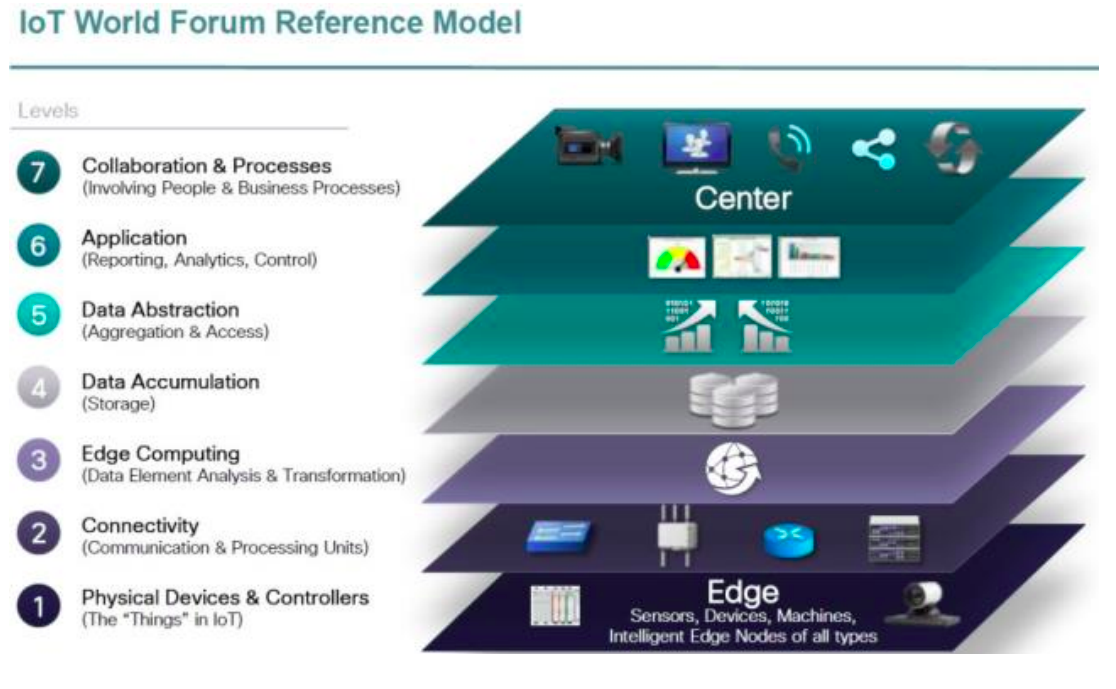 IoT World Forum Reference Model
Levels
7
Collaboration & Processes
(Involving People & Business Processes)
6
Application
(Reporting, Analytics, Control)
5
Data Abstraction
(Aggregation & Access)
4
Data Accumulation
(Storage)
3
Edge Computing
(Data Element Analysis & Transformation)
2
Connectivity
(Communication & Processing Units)
1
Physical Devices & Controllers
(The “Things” in IoT)
Center
Edge
Sensors, Devices, Machines,
Intelligent Edge Nodes of all types